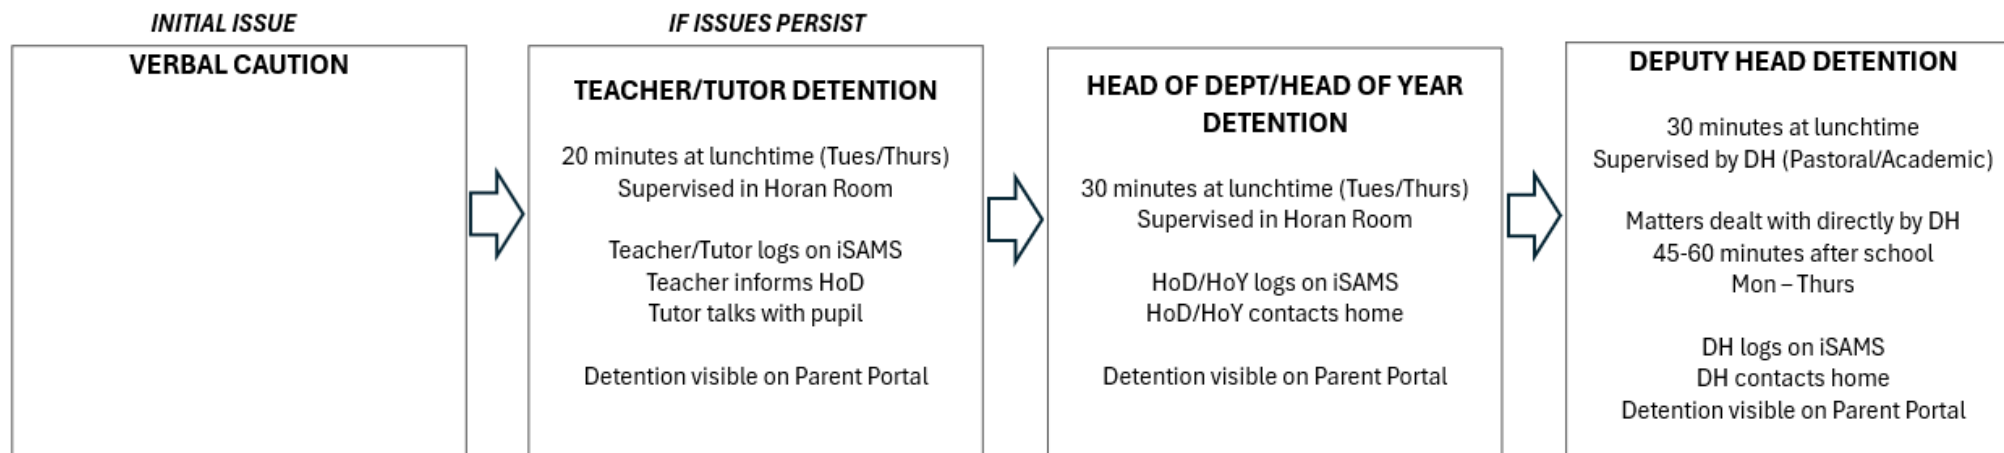 INITIAL ISSUE
VERBAL CAUTION
IF ISSUES PERSIST
TEACHER/TUTOR DETENTION
20 minutes at lunchtime (Tues/Thurs)
Supervised in Horan Room
Teacher/Tutor logs on iSAMS
Teacher informs HoD
Tutor talks with pupil
Detention visible on Parent Portal
HEAD OF DEPT/HEAD OF YEAR
DETENTION
30 minutes at lunchtime (Tues/Thurs)
Supervised in Horan Room
HoD/HoY logs on iSAMS
HoD/HoY contacts home
Detention visible on Parent Portal
DEPUTY HEAD DETENTION
30 minutes at lunchtime
Supervised by DH (Pastoral/Academic)
Matters dealt with directly by DH
45-60 minutes after school
Mon – Thurs
DH logs on iSAMS
DH contacts home
Detention visible on Parent Portal